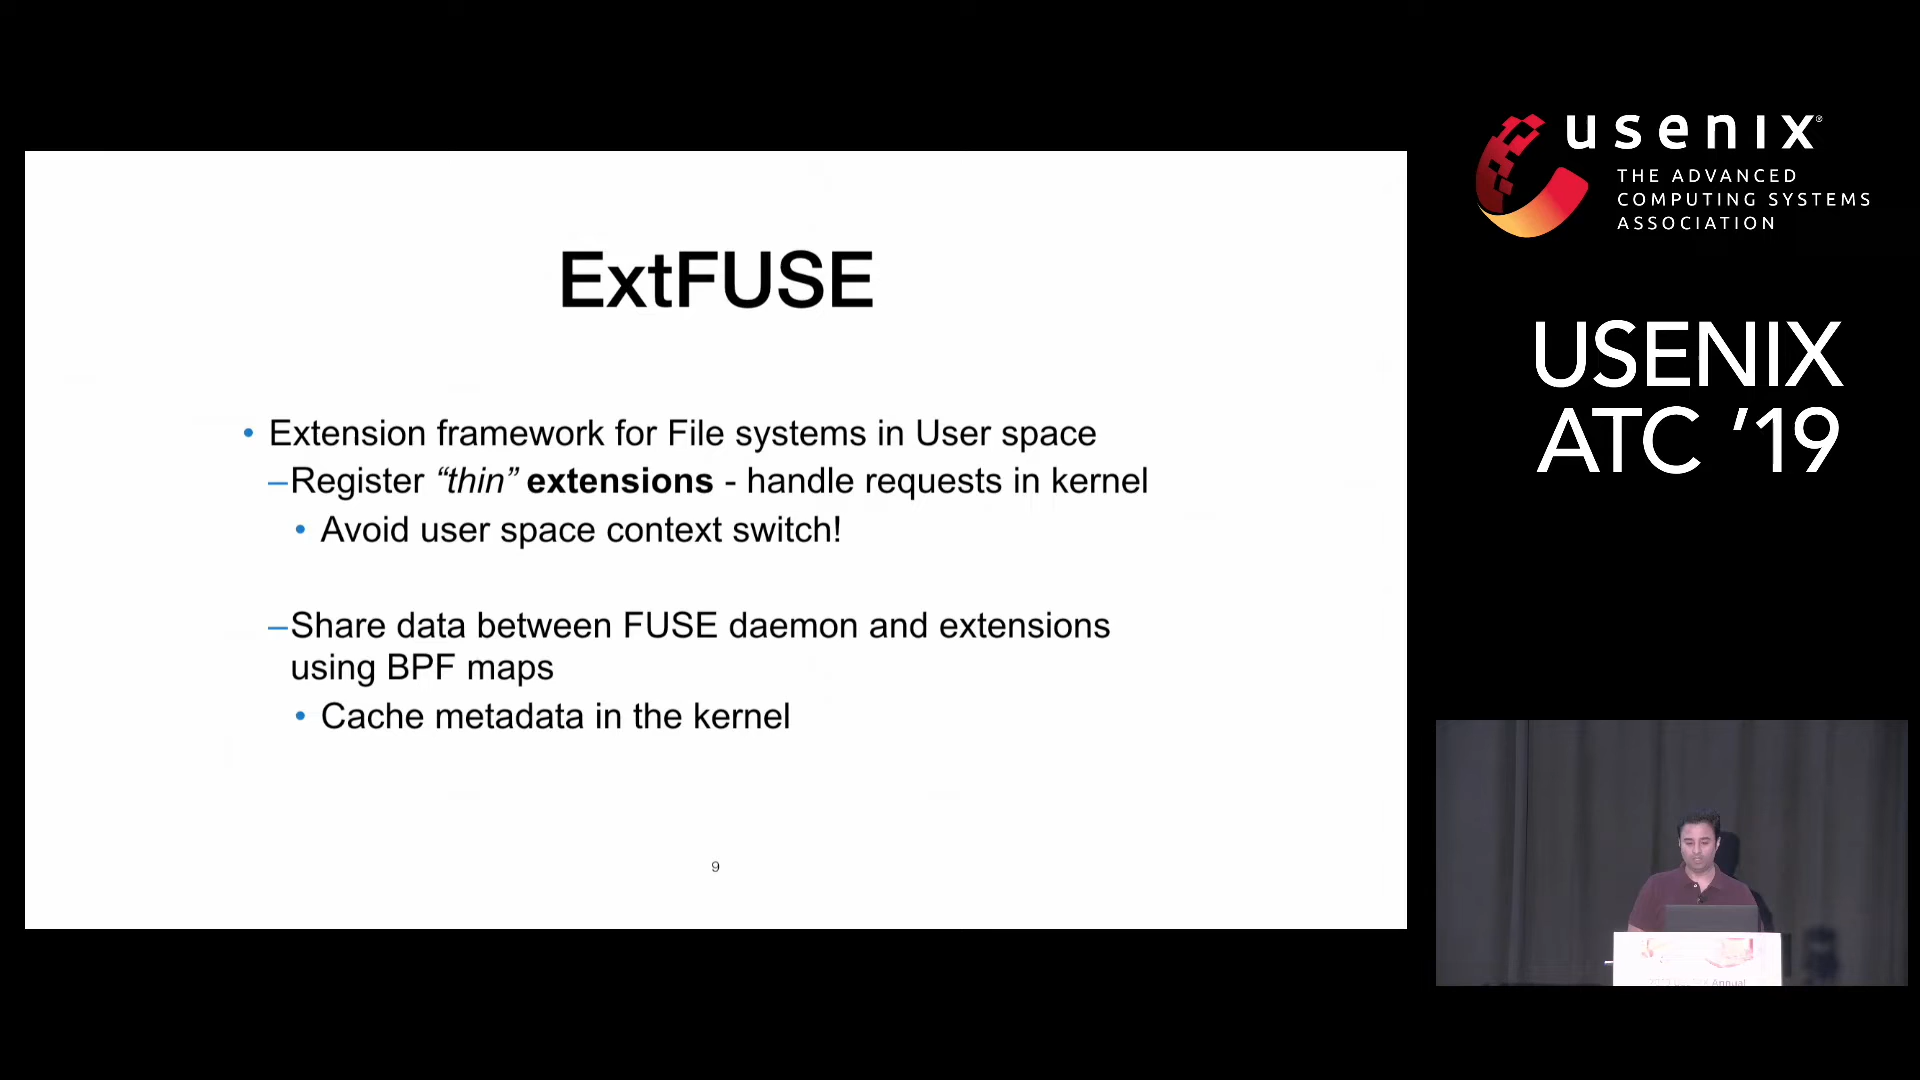 ExtFUSE
• Extension framework for File systems in User space
–Register “thin” extensions - handle requests in kernel
• Avoid user space context switch!
–Share data between FUSE daemon and extensions
using BPF maps
• Cache metadata in the kernel
9
usenix®
THE ADVANCED
COMPUTING SYSTEMS
ASSOCIATION
USENIX
ATC ’19
Annual